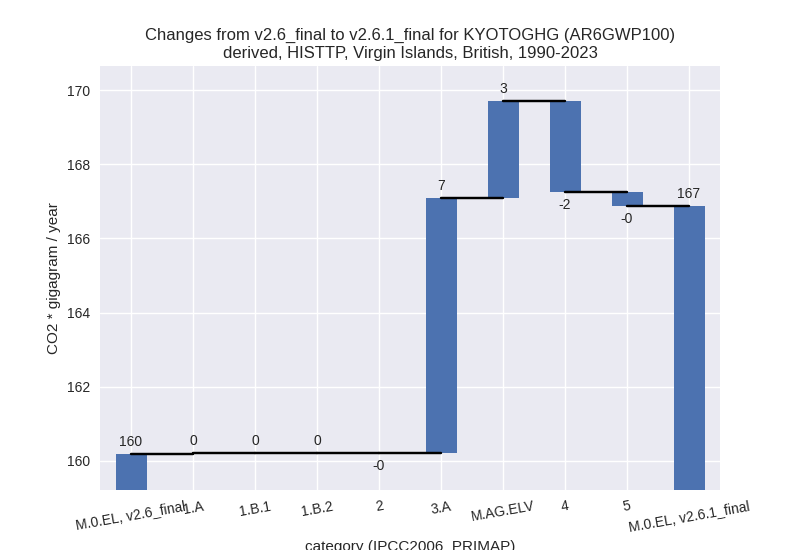 Changes from v2.6_final to v2.6.1_final for KYOTOGHG (AR6GWP100)
derived, HISTTP, Virgin Islands, British, 1990-2023
CO2 * gigagram / year
170
168
166
164
162
160
160
0
0
0
-0
7
3
-2
-0
167
M.0.EL, v2.6_final
1.A
1.B.1
1.B.2
2
3.A
M.AG.ELV
4
5
M.0.EL, v2.6.1_final
category (IPCC2006_PRIMAP)